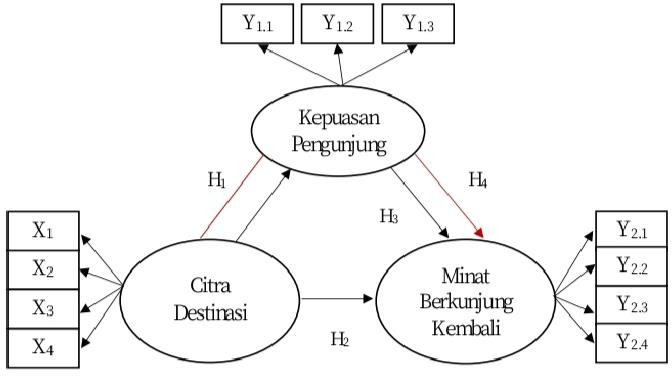 Y1.1 Y1.2 Y1.3
Kepuasan
Pengunjung
H1
H4
H3
X1
X2
X3
X4
Citra
Destinasi
Minat
Berkunjung
Kembali
H2
Y2.1
Y2.2
Y2.3
Y2.4